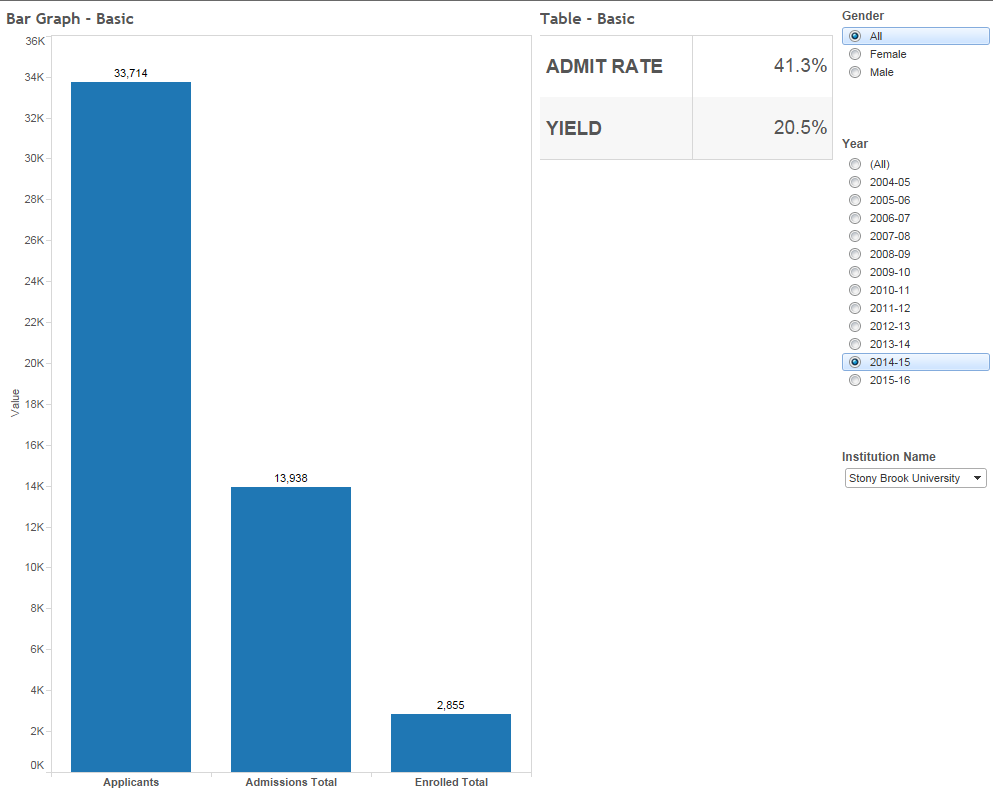 Bar Graph - Basic
36K
34K
32K
30K
28K
26K
24K
22K
20K
18K
16K
14K
12K
10K
8K
6K
4K
2K
0K
Value
33,714
13,938
2,855
Applicants
Admissions Total
Enrolled Total
Table - Basic
ADMIT RATE 41.3%
YIELD 20.5%
Gender
All
Female
Male
Year
(All)
2004-05
2005-06
2006-07
2007-08
2008-09
2009-10
2010-11
2011-12
2012-13
2013-14
2014-15
2015-16
Institution Name
Stony Brook University